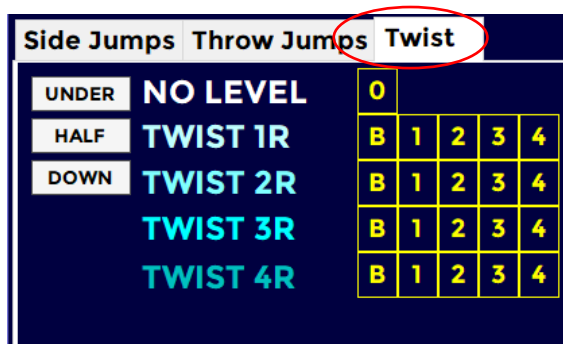 Side Jumps Throw Jumps Twist
UNDER NO LEVEL 0
HALF TWIST 1R B 1 2 3 4
DOWN TWIST 2R B 1 2 3 4
TWIST 3R B 1 2 3 4
TWIST 4R B 1 2 3 4